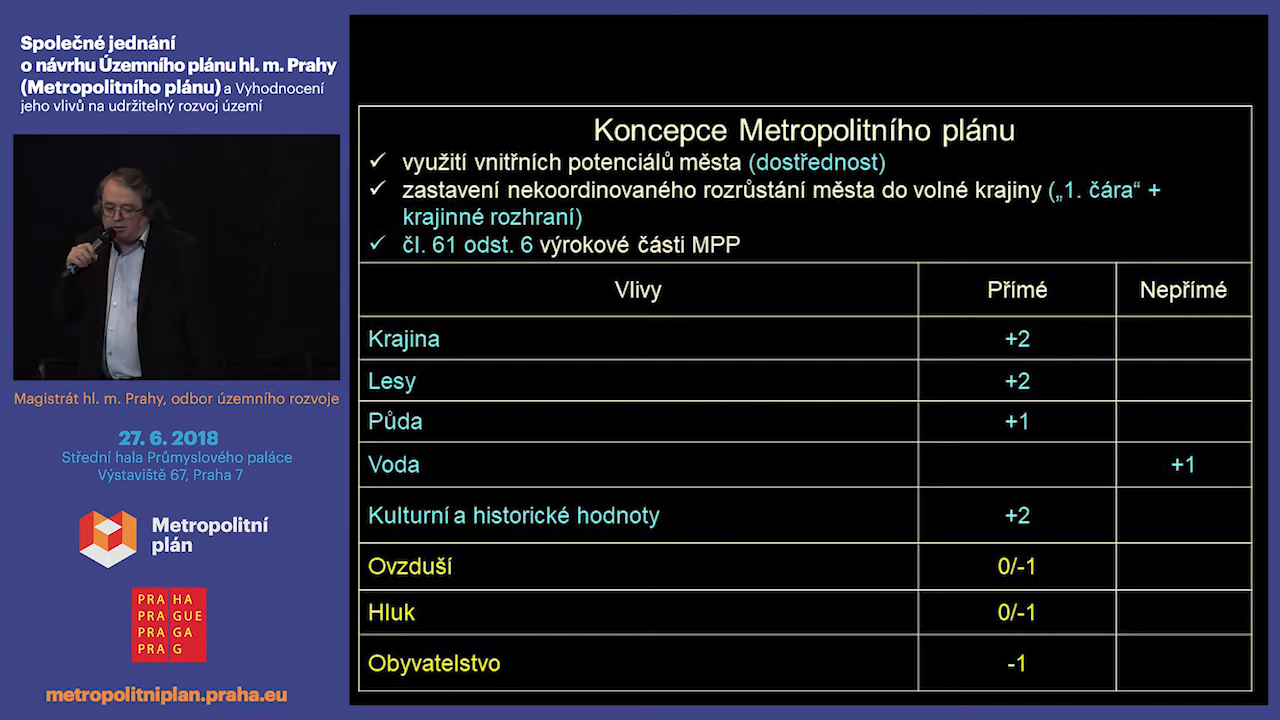 Společné jednání
o návrhu Územního plánu hl. m. Prahy
(Metropolitního plánu) a Vyhodnocení
jeho vlivů na udržitelný rozvoj území
Magistrát hl. m. Prahy, odbor územního rozvoje
27. 6. 2018
Střední hala Průmyslového paláce
Výstaviště 67, Praha 7
Metropolitní
plán
PRA HA
PRA GUE
PRA GA
PRA G
metropolitniplan.praha.eu
Koncepce Metropolitního plánu
✓ využití vnitřních potenciálů města (dostřednost)
✓ zastavení nekoordinovaného rozrůstání města do volné krajiny („1. čára“ +
krajinné rozhraní)
✓ čl. 61 odst. 6 výrokové části MPP
Vlivy Přímé Nepřímé
Krajina +2
Lesy +2
Půda +1
Voda +1
Kulturní a historické hodnoty +2
Ovzduší 0/-1
Hluk 0/-1
Obyvatelstvo -1